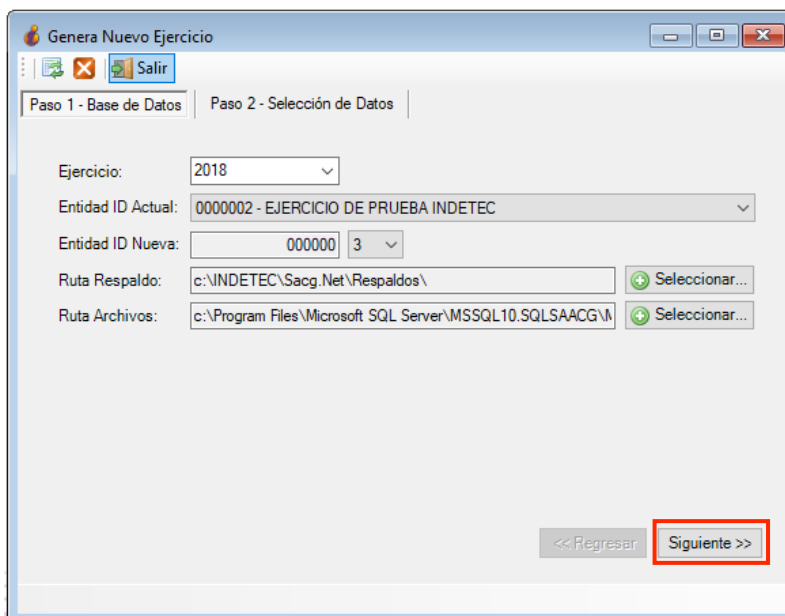 Genera Nuevo Ejercicio
Salir
Paso 1 - Base de Datos Paso 2 - Selección de Datos
Ejercicio: 2018
Entidad ID Actual: 0000002 - EJERCICIO DE PRUEBA INDETEC
Entidad ID Nueva: 000000 3
Ruta Respaldo: c:\INDETEC\Sacg.Net\Respaldos\ Seleccionar...
Ruta Archivos: c:\Program Files\Microsoft SQL Server\MSSQL10.SQLSAACG\M Seleccionar...
<< Regresar Siguiente >>